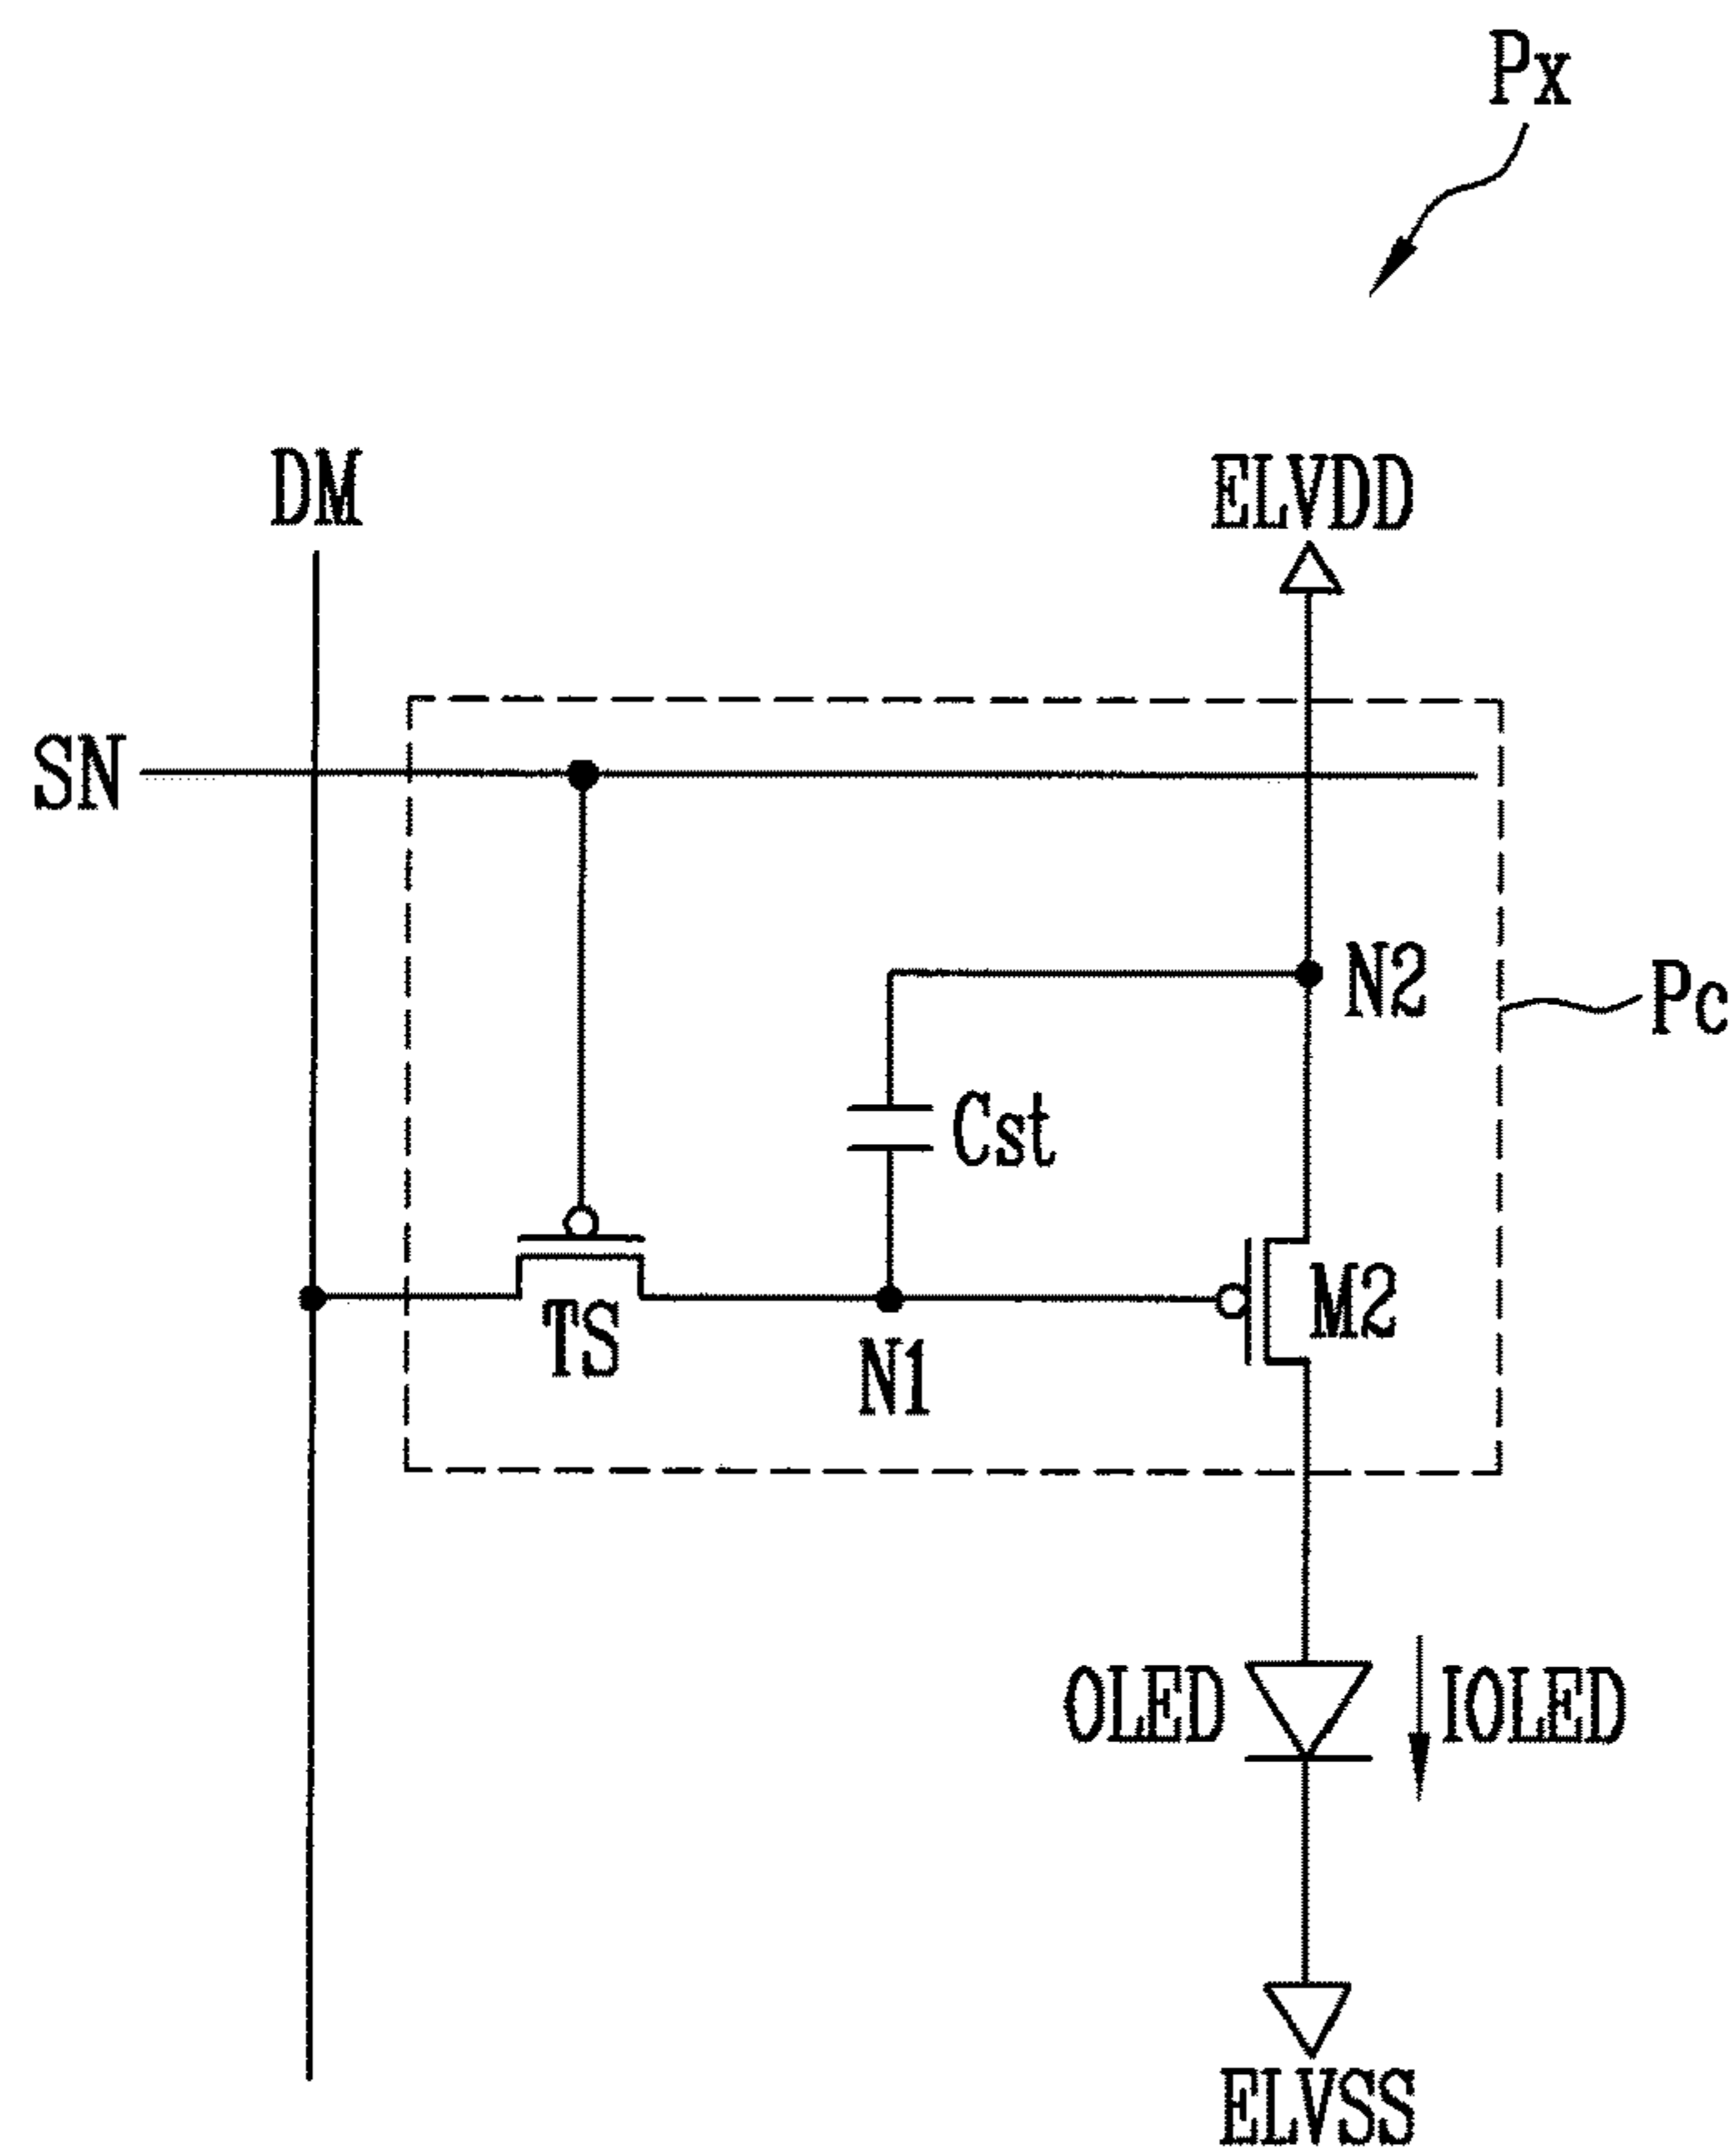 Px
DM
ELVDD
SN
N2
Pc
Cst
M2
TS
N1
OLED
IOLED
ELVSS